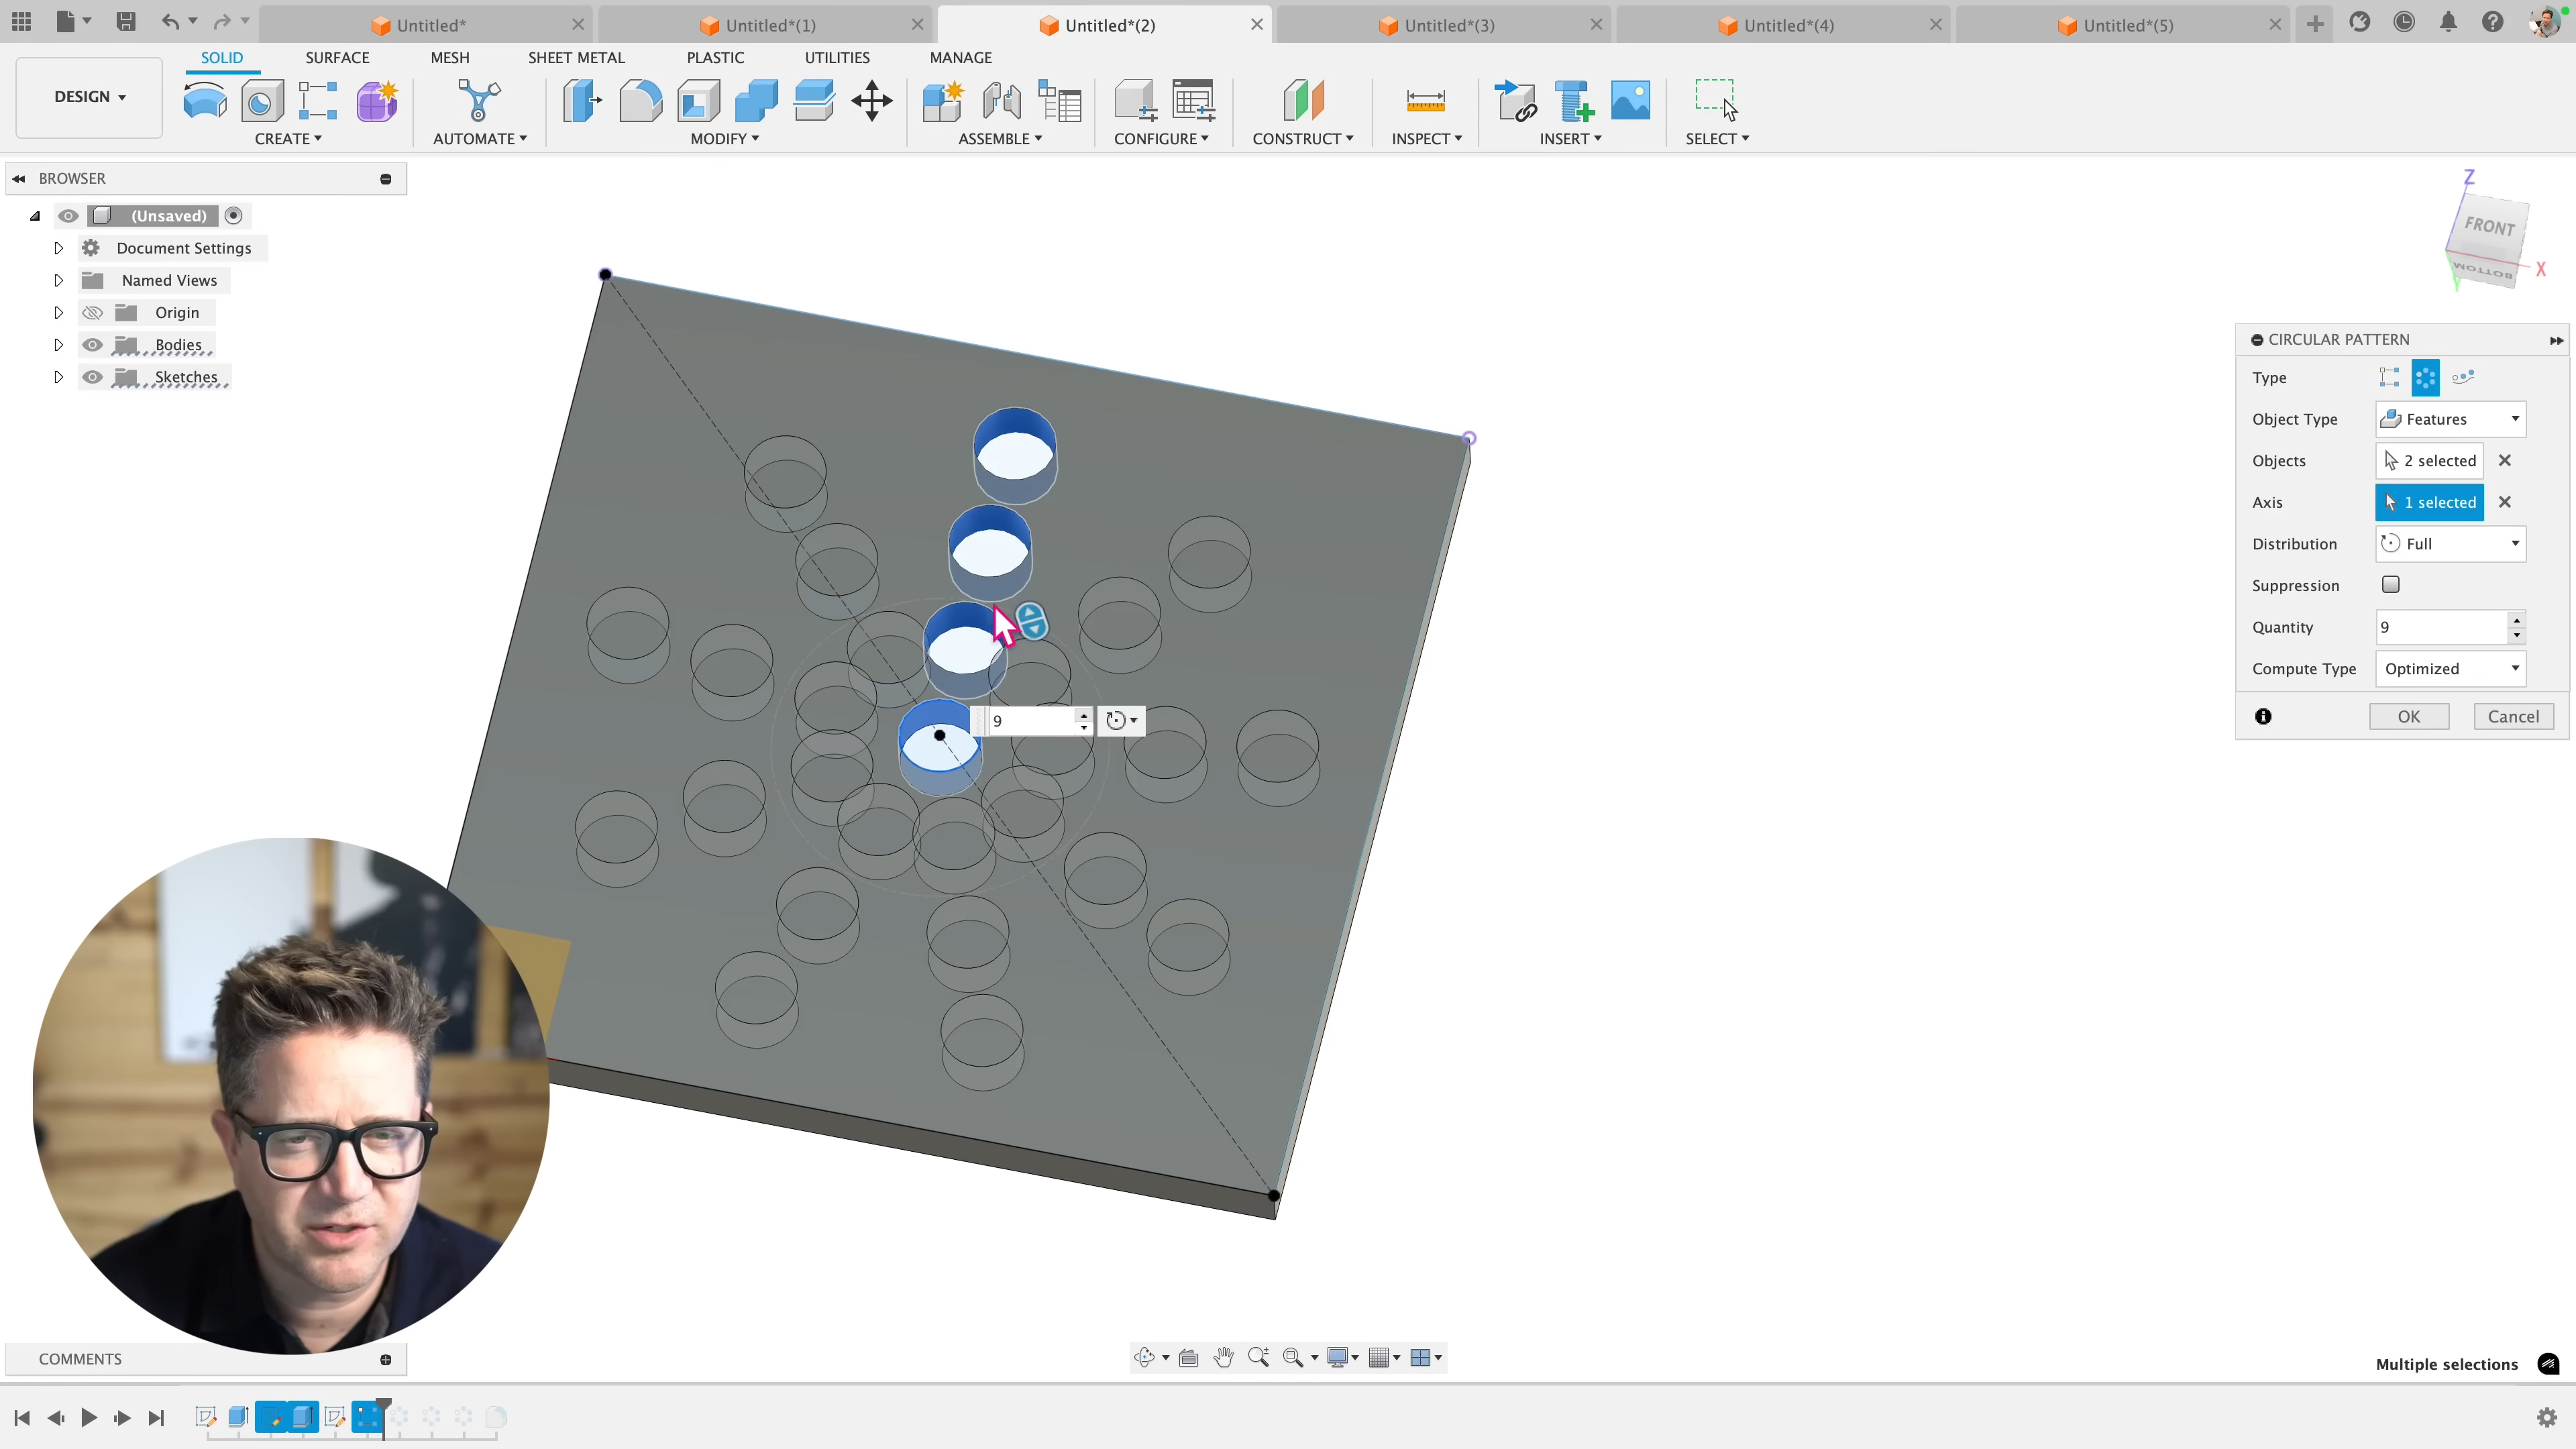 Untitled*
Untitled*(1)
Untitled*(2)
Untitled*(3)
Untitled*(4)
Untitled*(5)
DESIGN
SOLID
SURFACE
MESH
SHEET METAL
PLASTIC
UTILITIES
MANAGE
CREATE
AUTOMATE
MODIFY
ASSEMBLE
CONFIGURE
CONSTRUCT
INSPECT
INSERT
SELECT
BROWSER
(Unsaved)
Document Settings
Named Views
Origin
Bodies
Sketches
Z
FRONT
BOTTOM
X
Y
CIRCULAR PATTERN
Type
Object Type
Features
Objects
2 selected
Axis
1 selected
Distribution
Full
Suppression
Quantity
9
Compute Type
Optimized
OK
Cancel
9
COMMENTS
Multiple selections